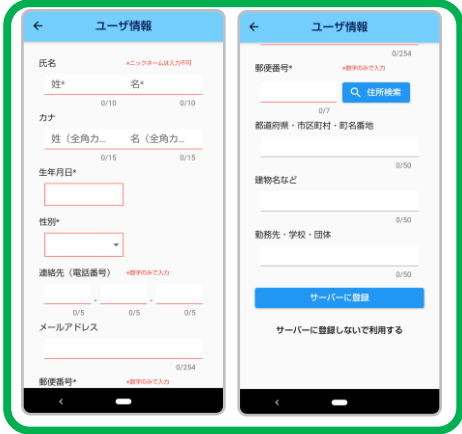 ユーザ情報
氏名 *ニックネームは入力不可
姓* 名*
0/10 0/10
カナ
姓（全角カ... 名（全角カ...
0/15 0/15
生年月日*
性別*
連絡先（電話番号） *数字のみで入力
- -
0/5 0/5 0/5
メールアドレス
0/254
郵便番号* *数字のみで入力
ユーザ情報
0/254
郵便番号* *数字のみで入力
住所検索
0/7
都道府県・市区町村・町名番地
0/50
建物名など
0/50
勤務先・学校・団体
0/50
サーバーに登録
サーバーに登録しないで利用する